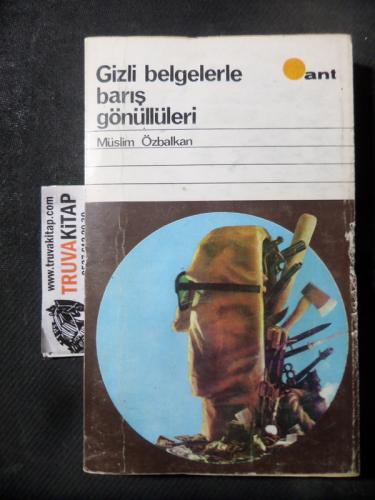 Gizli belgelerle
barış
gönüllüleri
ant
Müslim Özbalkan
www.truvakitap.com
TRUVAKİTAP